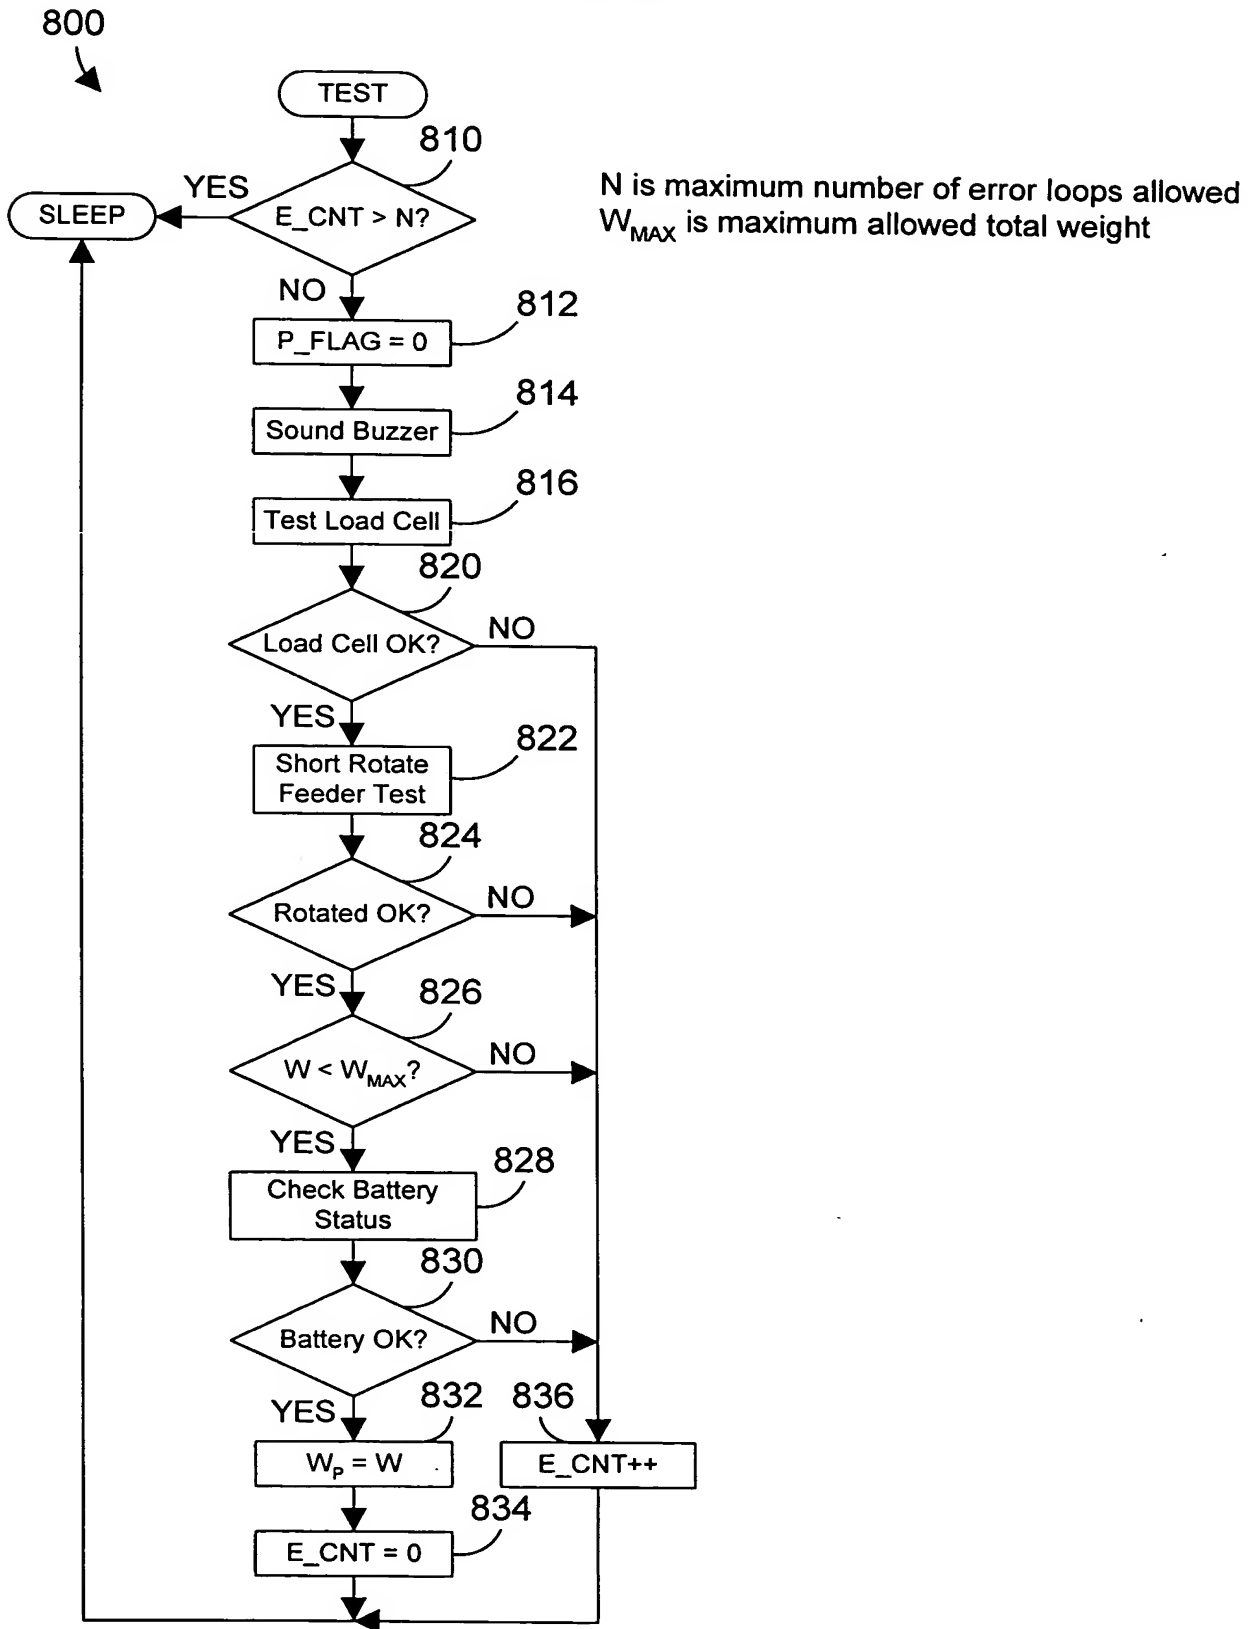 800
TEST
810
YES
E_CNT > N?
SLEEP
N is maximum number of error loops allowed
W_MAX is maximum allowed total weight
NO
812
P_FLAG = 0
814
Sound Buzzer
816
Test Load Cell
820
Load Cell OK?
NO
YES
822
Short Rotate
Feeder Test
824
Rotated OK?
NO
YES
826
W < W_MAX?
NO
YES
828
Check Battery
Status
830
Battery OK?
NO
YES
832
836
W_P = W
E_CNT++
834
E_CNT = 0